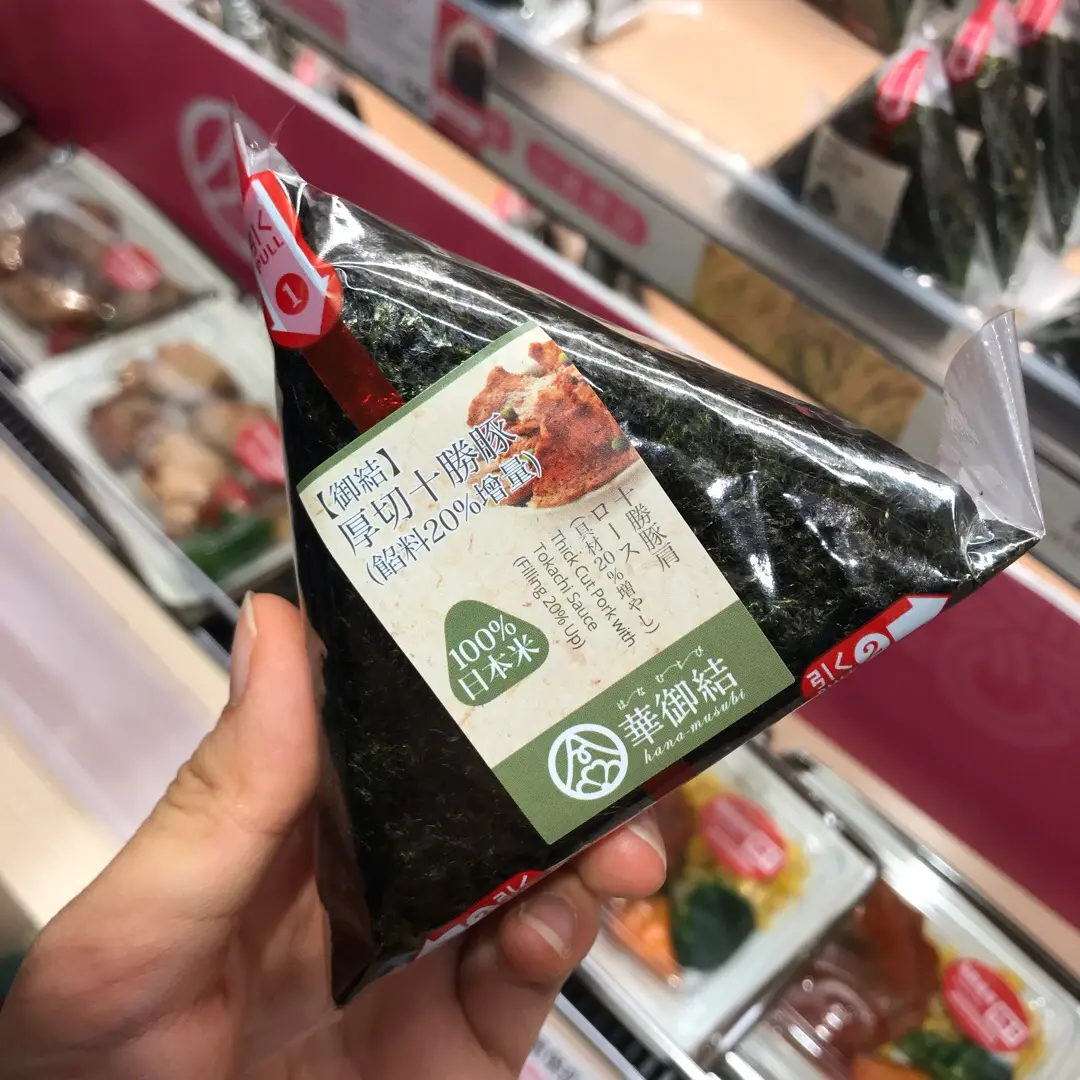 引く
PULL
1
【御結】
厚切十勝豚
(餡料20%增量)
十勝豚肩
ロース
(具材20%増やし)
Thick Cut Pork with
Tokachi Sauce
(Filling 20% Up)
100%
日本米
はな むすび
華御結
hana-musubi
引く
2
引く